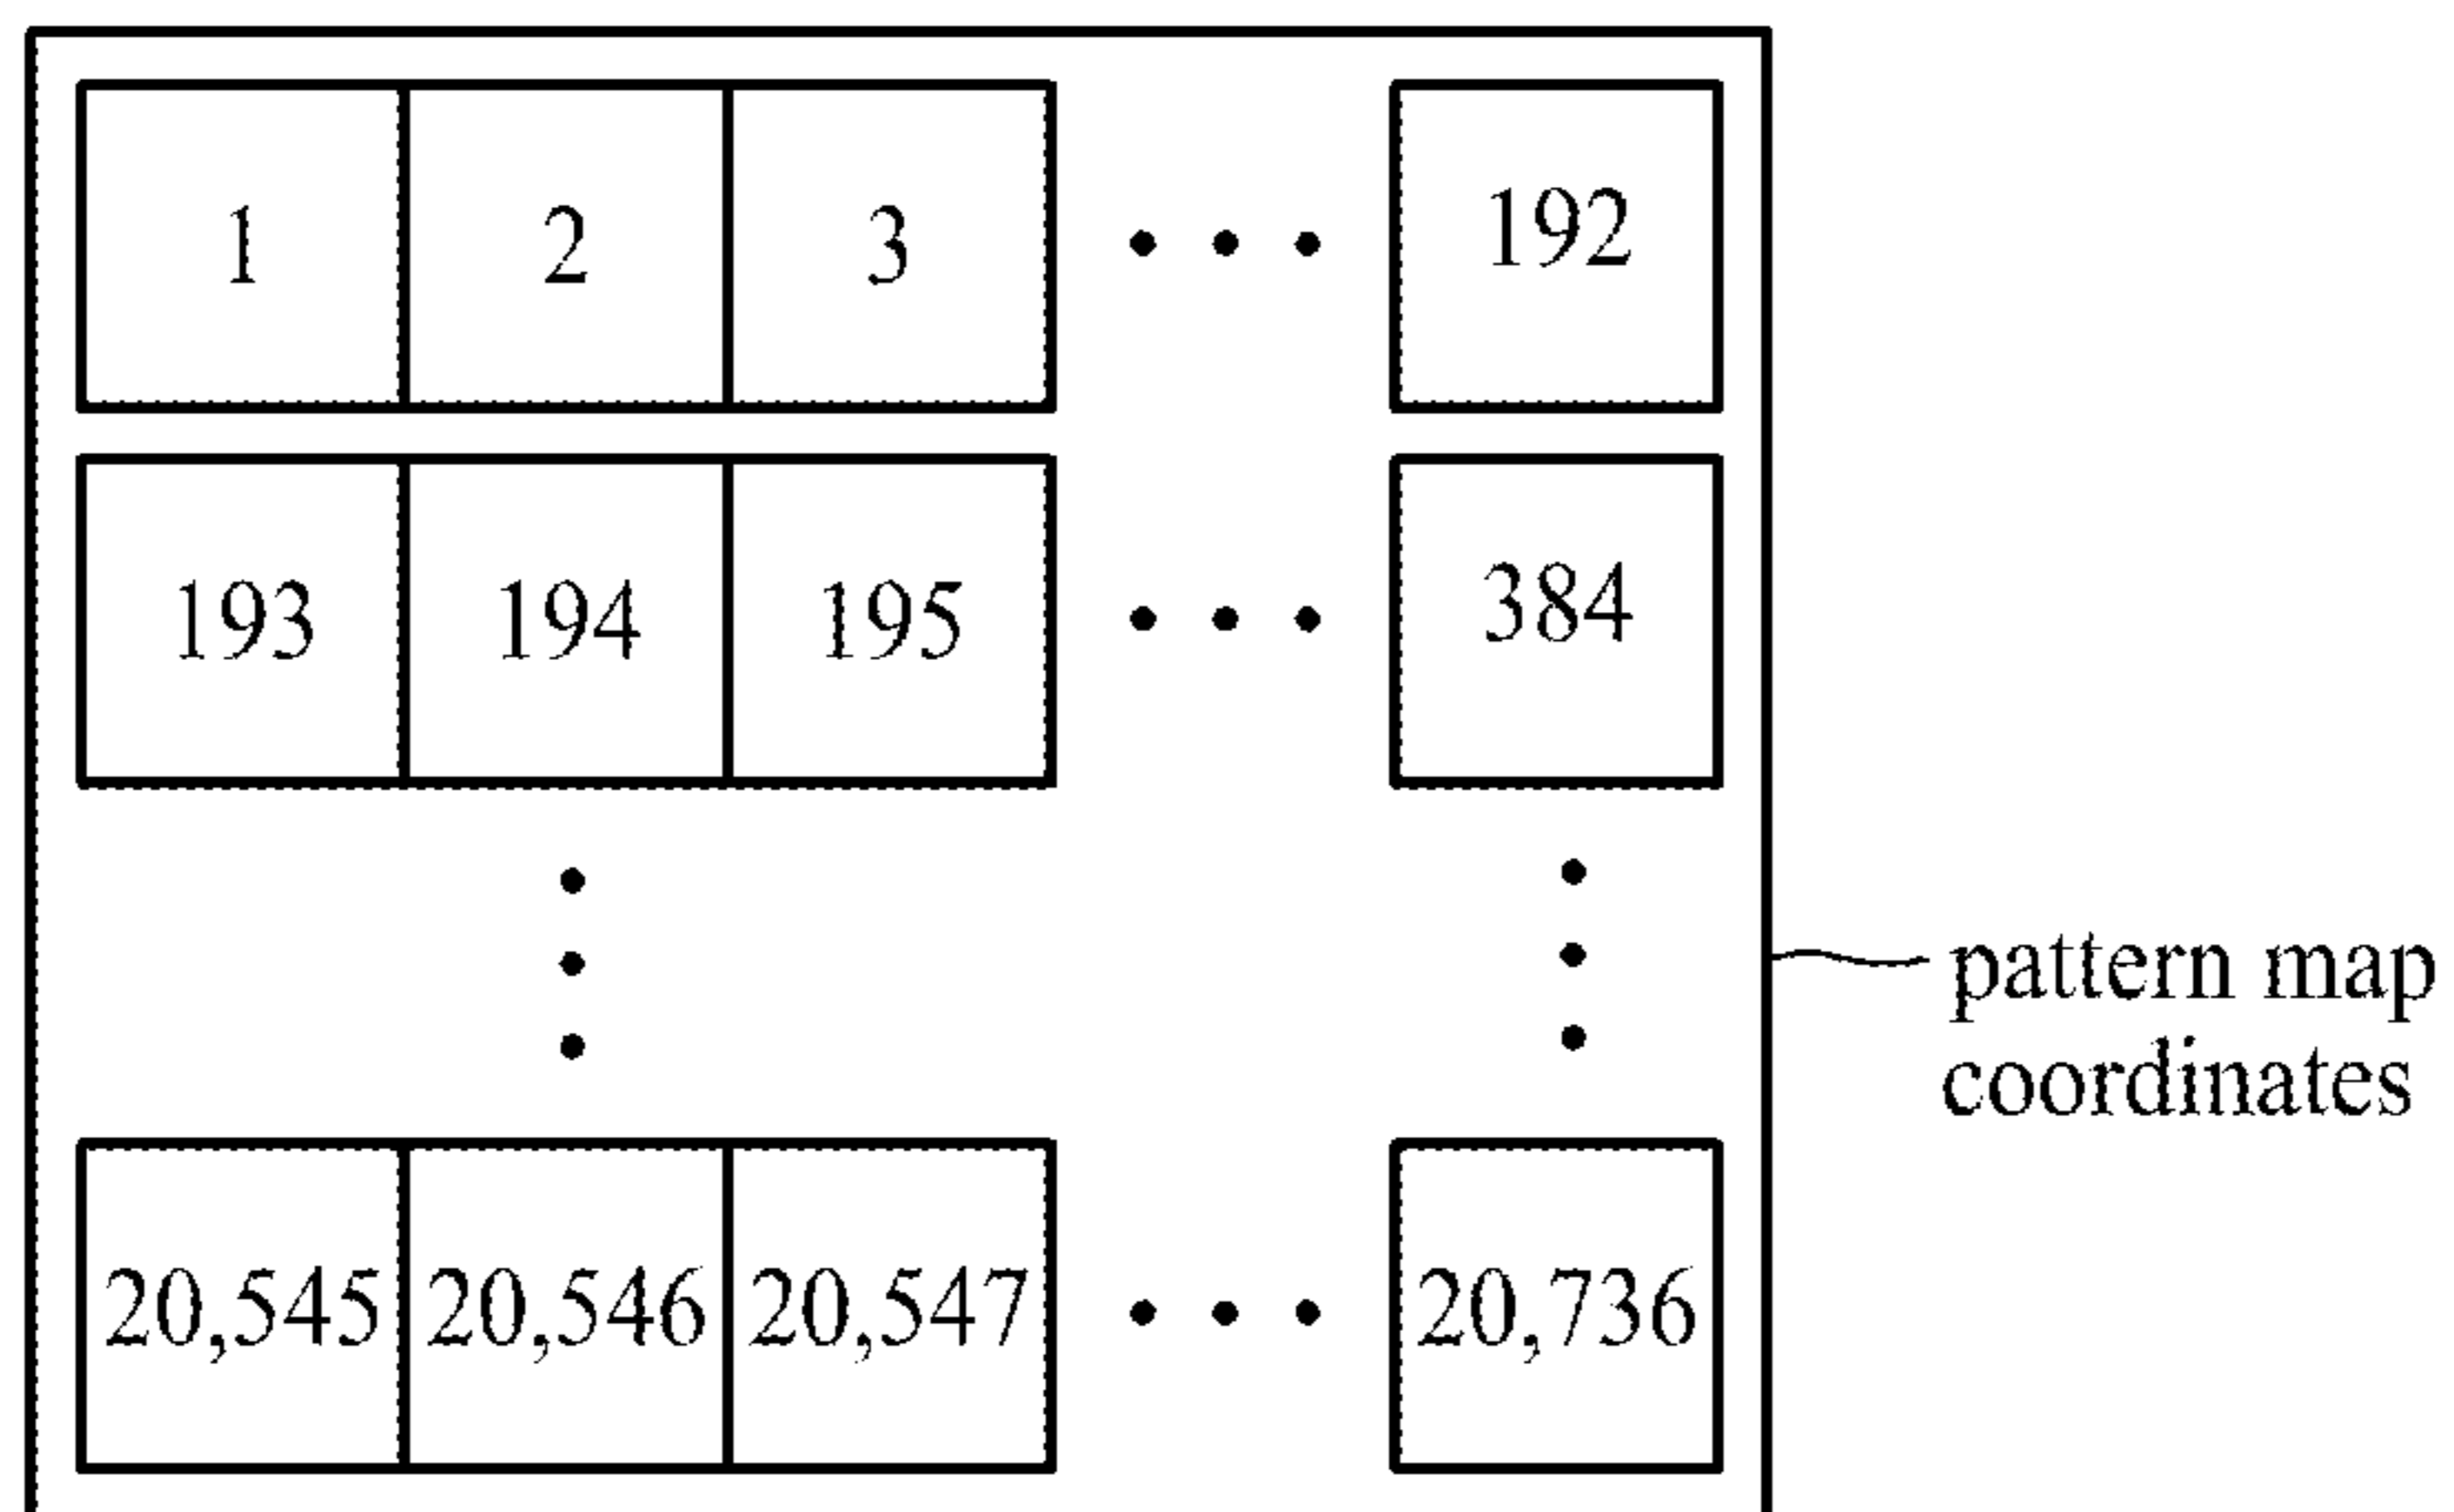 1 2 3 • • • 192
193 194 195 • • • 384
pattern map
coordinates
20,545 20,546 20,547 • • • 20,736